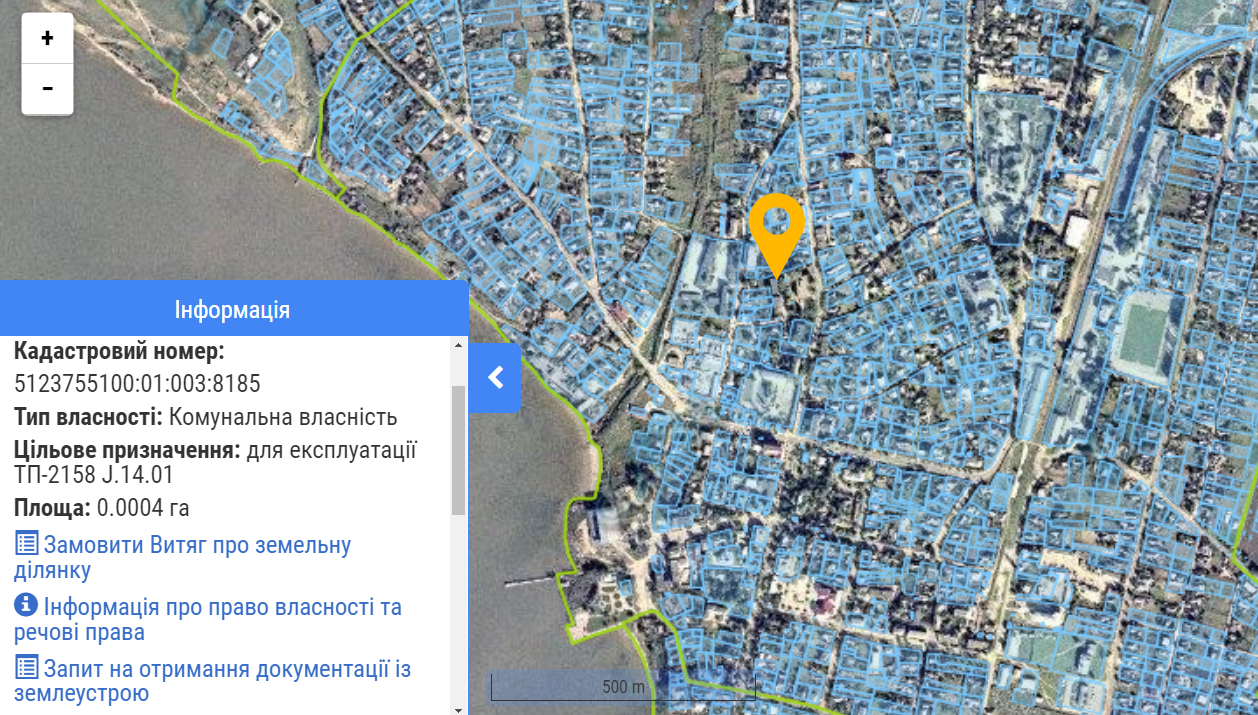 +
-
Інформація
Кадастровий номер:
5123755100:01:003:8185
Тип власності: Комунальна власність
Цільове призначення: для експлуатації
ТП-2158 J.14.01
Площа: 0.0004 га
Замовити Витяг про земельну
ділянку
Інформація про право власності та
речові права
Запит на отримання документації із
землеустрою
500 m